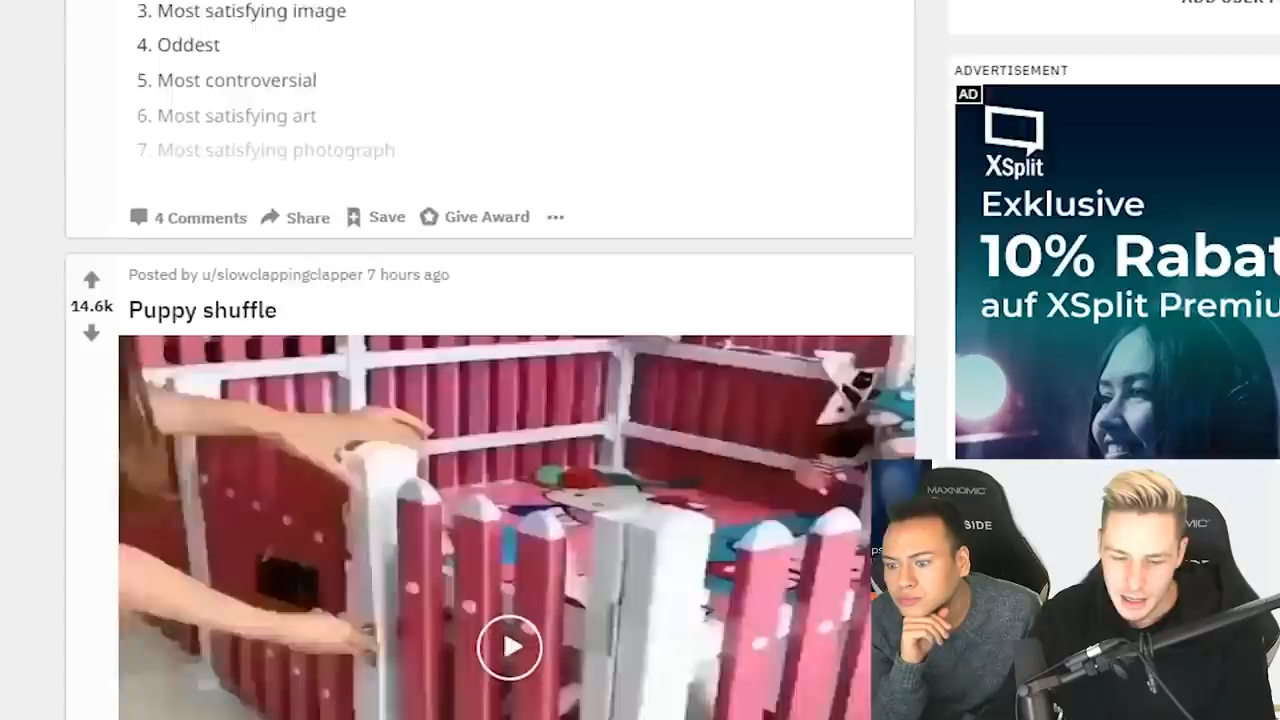 3. Most satisfying image
4. Oddest
5. Most controversial
6. Most satisfying art
7. Most satisfying photograph
4 Comments Share Save Give Award
Posted by u/slowclappingclapper 7 hours ago
14.6k
Puppy shuffle
ADVERTISEMENT
AD
XSplit
Exklusive
10% Rabat
auf XSplit Premiu
MAXNOMIC
SIDE